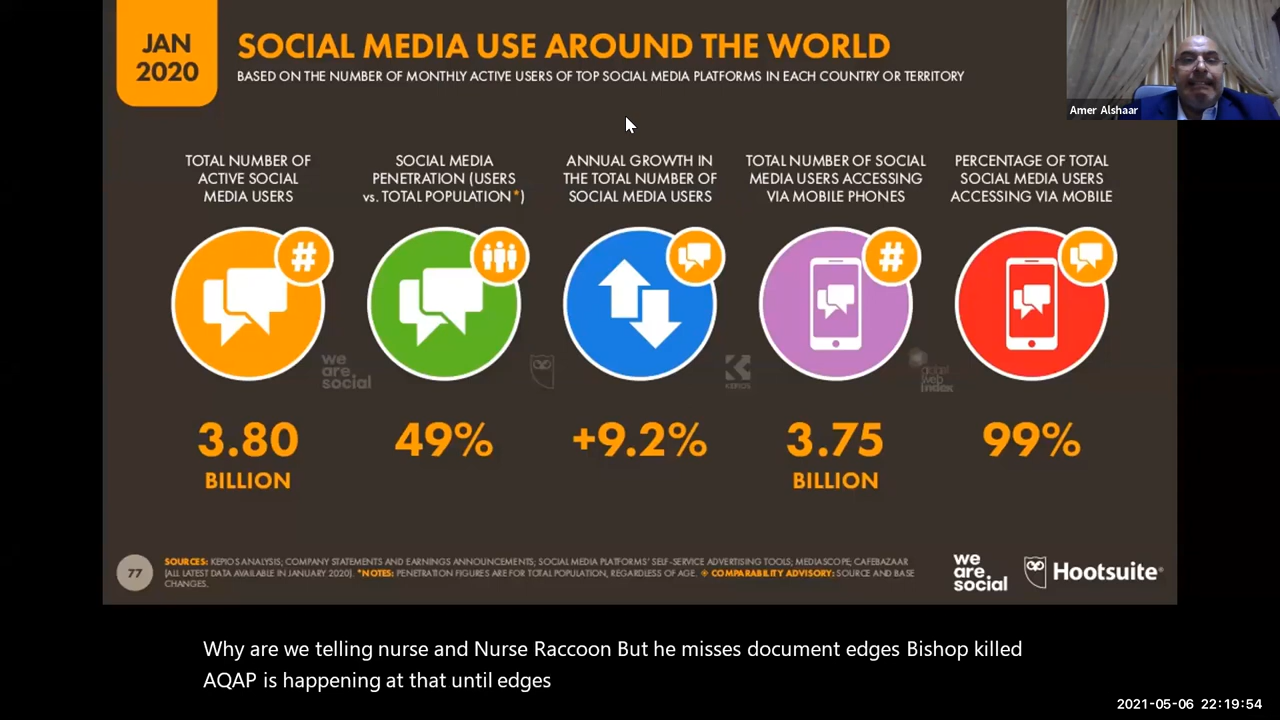 JAN
2020
SOCIAL MEDIA USE AROUND THE WORLD
BASED ON THE NUMBER OF MONTHLY ACTIVE USERS OF TOP SOCIAL MEDIA PLATFORMS IN EACH COUNTRY OR TERRITORY
Amer Alshaar
TOTAL NUMBER OF
ACTIVE SOCIAL
MEDIA USERS
SOCIAL MEDIA
PENETRATION (USERS
vs. TOTAL POPULATION*)
ANNUAL GROWTH IN
THE TOTAL NUMBER OF
SOCIAL MEDIA USERS
TOTAL NUMBER OF SOCIAL
MEDIA USERS ACCESSING
VIA MOBILE PHONES
PERCENTAGE OF TOTAL
SOCIAL MEDIA USERS
ACCESSING VIA MOBILE
#
#
we
are
social
KEPIOS
global
web
index
3.80
BILLION
49%
+9.2%
3.75
BILLION
99%
77
SOURCES: KEPIOS ANALYSIS; COMPANY STATEMENTS AND EARNINGS ANNOUNCEMENTS; SOCIAL MEDIA PLATFORMS' SELF-SERVICE ADVERTISING TOOLS; MEDIASCOPE; CAFEBAZAAR
(ALL LATEST DATA AVAILABLE IN JANUARY 2020). *NOTES: PENETRATION FIGURES ARE FOR TOTAL POPULATION, REGARDLESS OF AGE. COMPARABILITY ADVISORY: SOURCE AND BASE
CHANGES.
we
are
social
Hootsuite®
Why are we telling nurse and Nurse Raccoon But he misses document edges Bishop killed
AQAP is happening at that until edges
2021-05-06 22:19:54